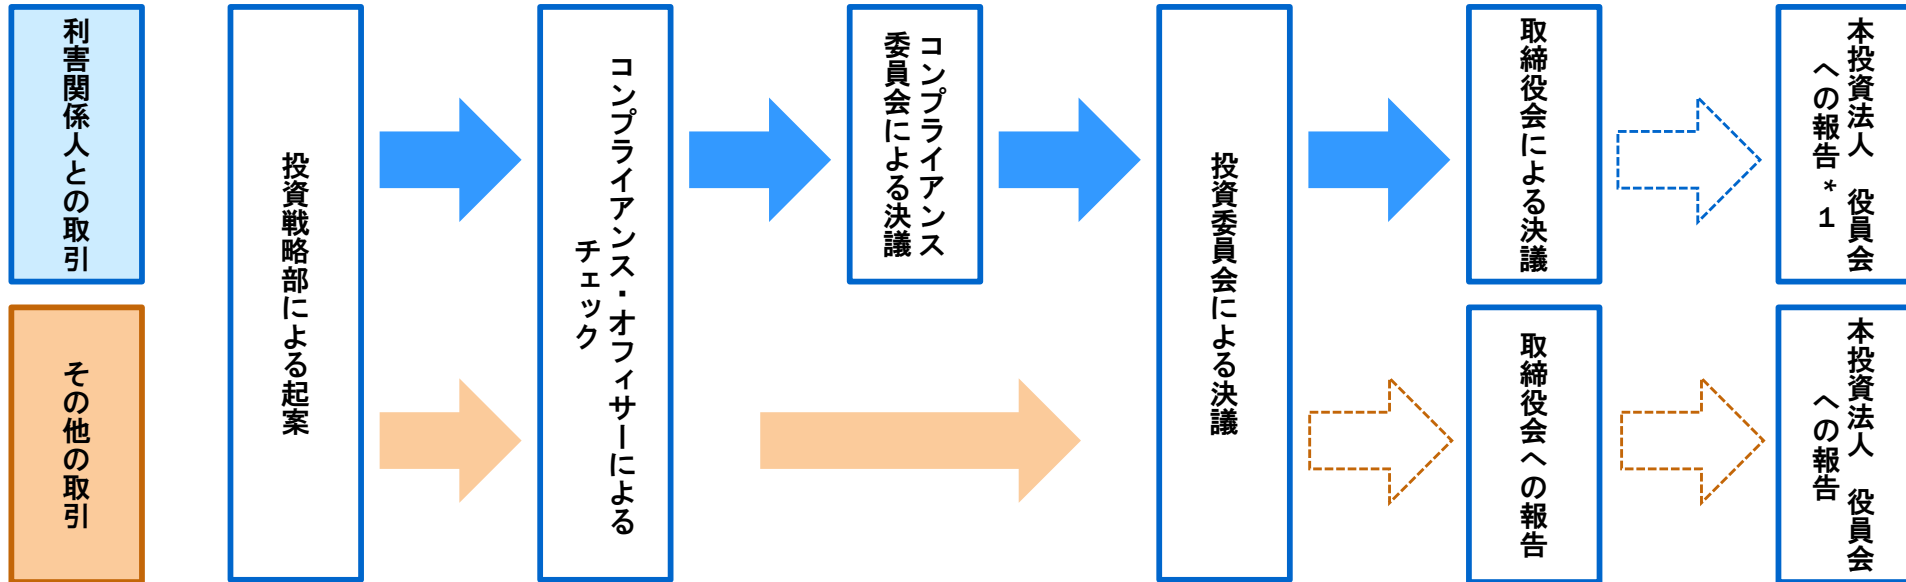 利害関係人との取引
投資戦略部による起案
コンプライアンス・オフィサーによる
チェック
コンプライアンス
委員会による決議
投資委員会による決議
取締役会による決議
本投資法人　役員会
への報告*1
その他の取引
取締役会への報告
本投資法人　役員会
への報告